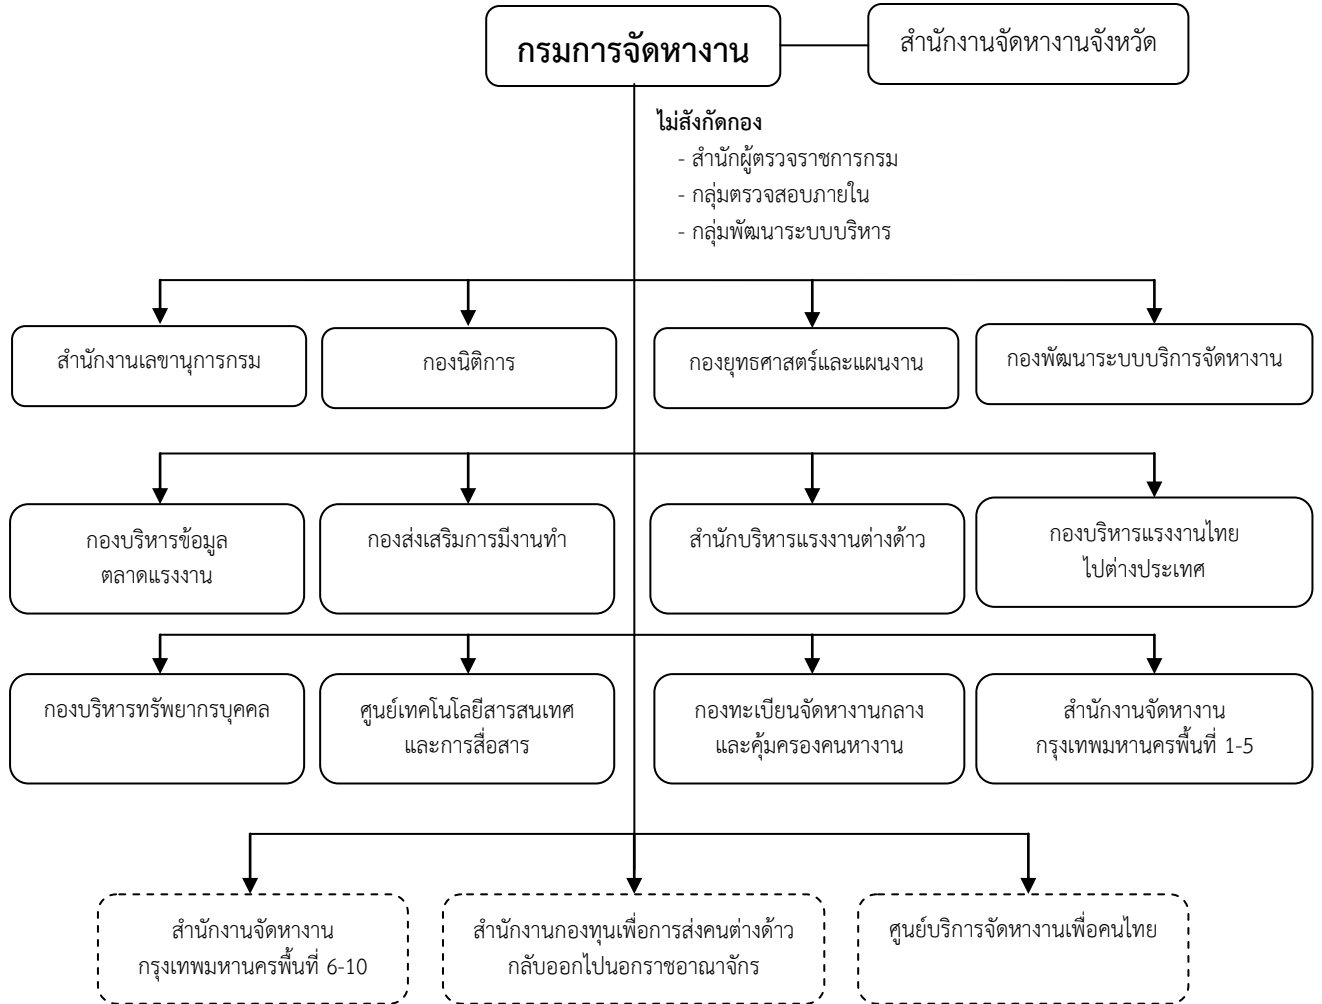 กรมการจัดหางาน
สำนักงานจัดหางานจังหวัด
ไม่สังกัดกอง
- สำนักผู้ตรวจราชการกรม
- กลุ่มตรวจสอบภายใน
- กลุ่มพัฒนาระบบบริหาร
สำนักงานเลขานุการกรม
กองนิติการ
กองยุทธศาสตร์และแผนงาน
กองพัฒนาระบบบริการจัดหางาน
กองบริหารข้อมูล
ตลาดแรงงาน
กองส่งเสริมการมีงานทำ
สำนักบริหารแรงงานต่างด้าว
กองบริหารแรงงานไทย
ไปต่างประเทศ
กองบริหารทรัพยากรบุคคล
ศูนย์เทคโนโลยีสารสนเทศ
และการสื่อสาร
กองทะเบียนจัดหางานกลาง
และคุ้มครองคนหางาน
สำนักงานจัดหางาน
กรุงเทพมหานครพื้นที่ 1-5
สำนักงานจัดหางาน
กรุงเทพมหานครพื้นที่ 6-10
สำนักงานกองทุนเพื่อการส่งคนต่างด้าว
กลับออกไปนอกราชอาณาจักร
ศูนย์บริการจัดหางานเพื่อคนไทย